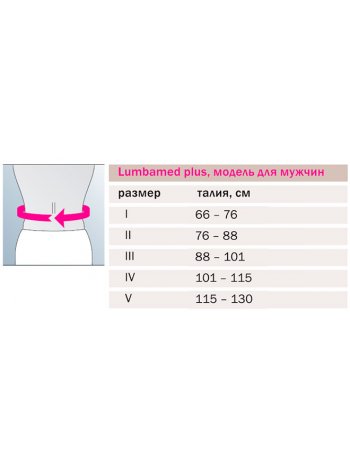 Lumbamed plus, модель для мужчин
размер талия, см
I 66 – 76
II 76 – 88
III 88 – 101
IV 101 – 115
V 115 – 130